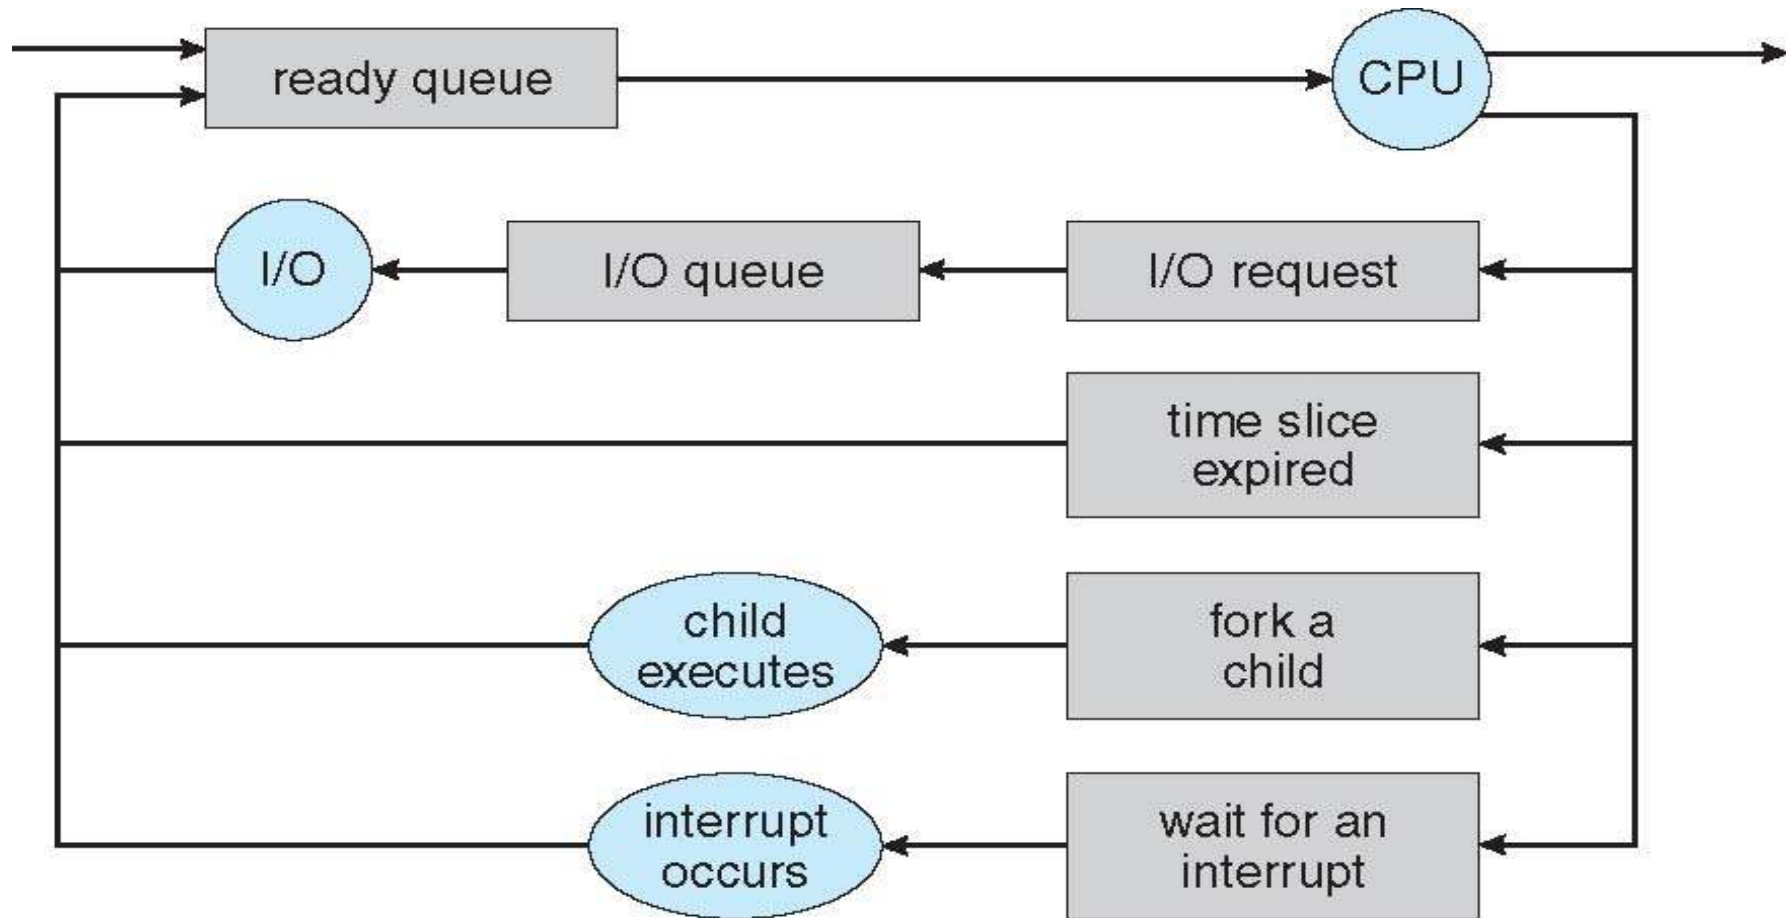 ready queue
CPU
I/O
I/O queue
I/O request
time slice
expired
child
executes
fork a
child
interrupt
occurs
wait for an
interrupt